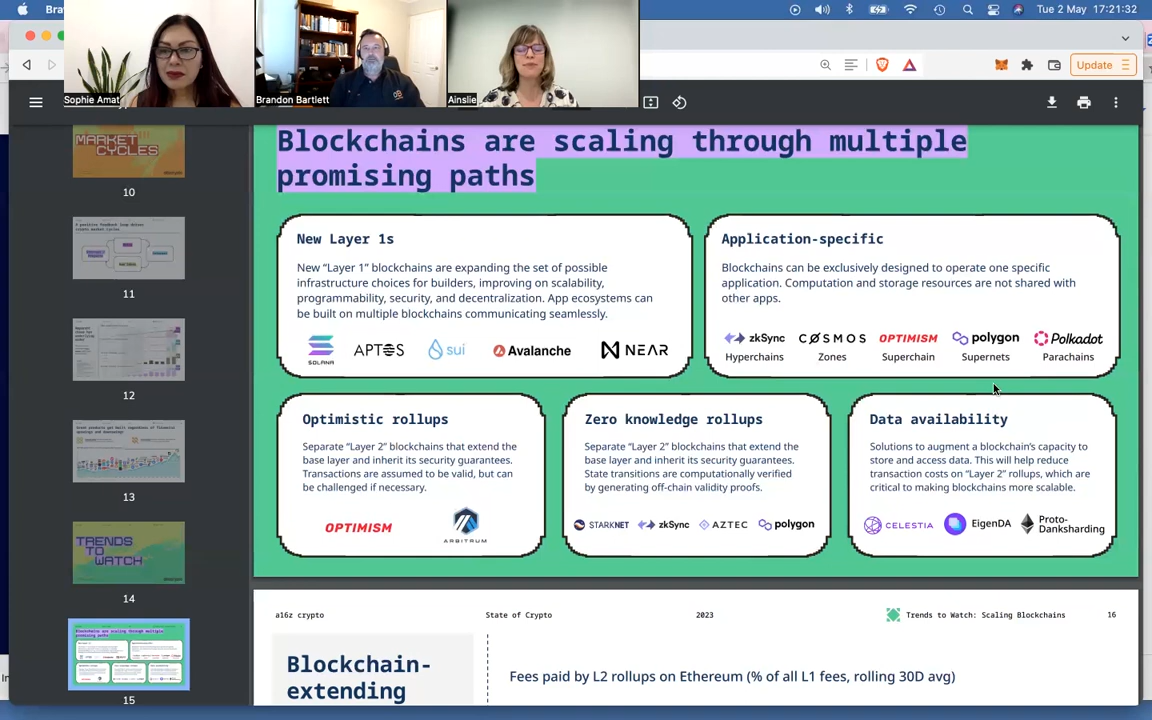 Brav
Tue 2 May 17:21:32
Update
Sophie Amat
Brandon Bartlett
Ainslie
MARKET
CYCLES
10
11
12
13
TRENDS
TO
WATCH
14
Blockchains are scaling through multiple
promising paths
15
Blockchains are scaling through multiple
promising paths
New Layer 1s
New “Layer 1” blockchains are expanding the set of possible
infrastructure choices for builders, improving on scalability,
programmability, security, and decentralization. App ecosystems can
be built on multiple blockchains communicating seamlessly.
SOLANA
APTOS
sui
Avalanche
NEAR
Application-specific
Blockchains can be exclusively designed to operate one specific
application. Computation and storage resources are not shared with
other apps.
zkSync COSMOS OPTIMISM polygon Polkadot
Hyperchains Zones Superchain Supernets Parachains
Optimistic rollups
Separate “Layer 2” blockchains that extend the
base layer and inherit its security guarantees.
Transactions are assumed to be valid, but can
be challenged if necessary.
OPTIMISM
ARBITRUM
Zero knowledge rollups
Separate “Layer 2” blockchains that extend the
base layer and inherit its security guarantees.
State transitions are computationally verified
by generating off-chain validity proofs.
STARKNET zkSync AZTEC polygon
Data availability
Solutions to augment a blockchain’s capacity to
store and access data. This will help reduce
transaction costs on “Layer 2” rollups, which are
critical to making blockchains more scalable.
CELESTIA EigenDA Proto-
Danksharding
a16z crypto State of Crypto 2023 Trends to Watch: Scaling Blockchains 16
Blockchain-
extending
Fees paid by L2 rollups on Ethereum (% of all L1 fees, rolling 30D avg)